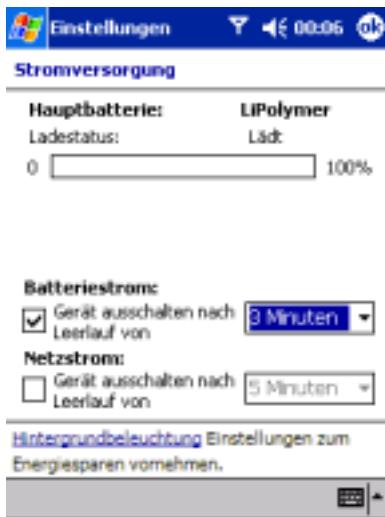 Einstellungen 00:06 ok
Stromversorgung
Hauptbatterie: LiPolymer
Ladestatus: Lädt
0 100%
Batteriestrom:
Gerät ausschalten nach
Leerlauf von
3 Minuten
Netzstrom:
Gerät ausschalten nach
Leerlauf von
5 Minuten
Hintergrundbeleuchtung Einstellungen zum
Energiesparen vornehmen.